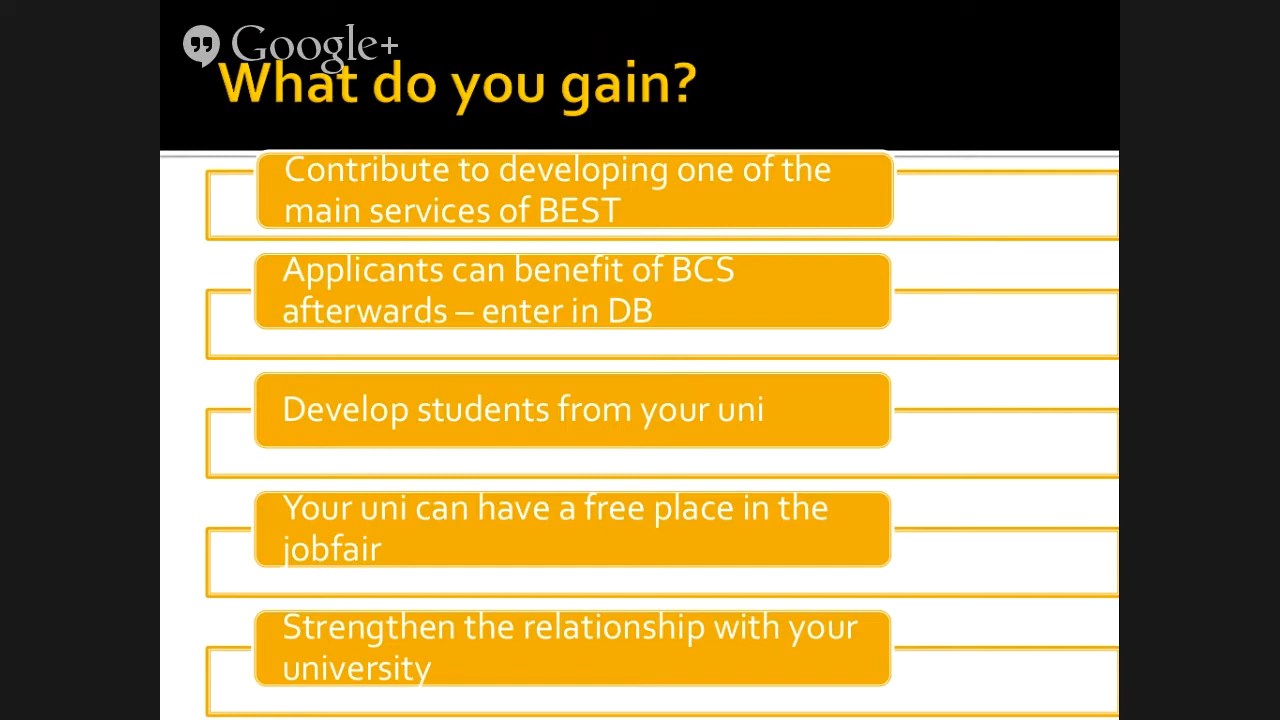 Google+
What do you gain?
Contribute to developing one of the
main services of BEST
Applicants can benefit of BCS
afterwards – enter in DB
Develop students from your uni
Your uni can have a free place in the
jobfair
Strengthen the relationship with your
university